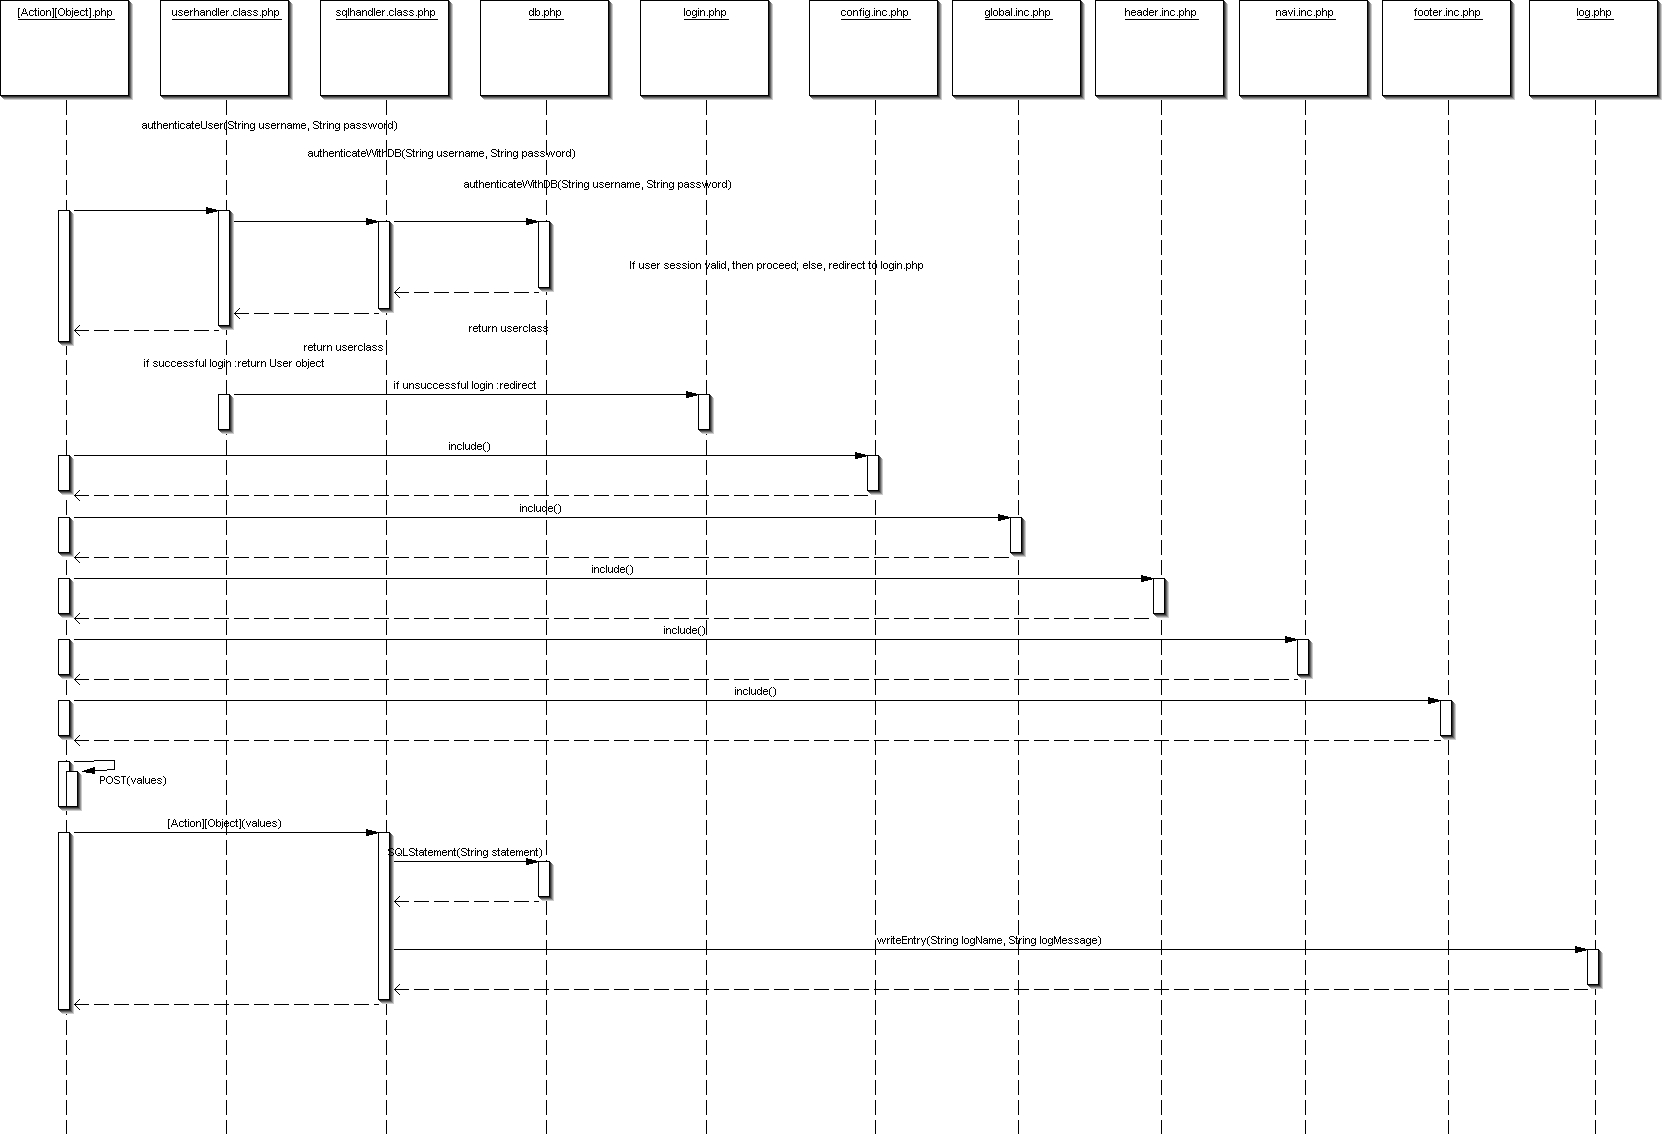 [Action][Object].php
userhandler.class.php
sqlhandler.class.php
db.php
login.php
config.inc.php
global.inc.php
header.inc.php
navi.inc.php
footer.inc.php
log.php
authenticateUser(String username, String password)
authenticateWithDB(String username, String password)
authenticateWithDB(String username, String password)
If user session valid, then proceed; else, redirect to login.php
return userclass
return userclass
if successful login :return User object
if unsuccessful login :redirect
include()
include()
include()
include()
include()
POST(values)
[Action][Object](values)
SQLStatement(String statement)
writeEntry(String logName, String logMessage)